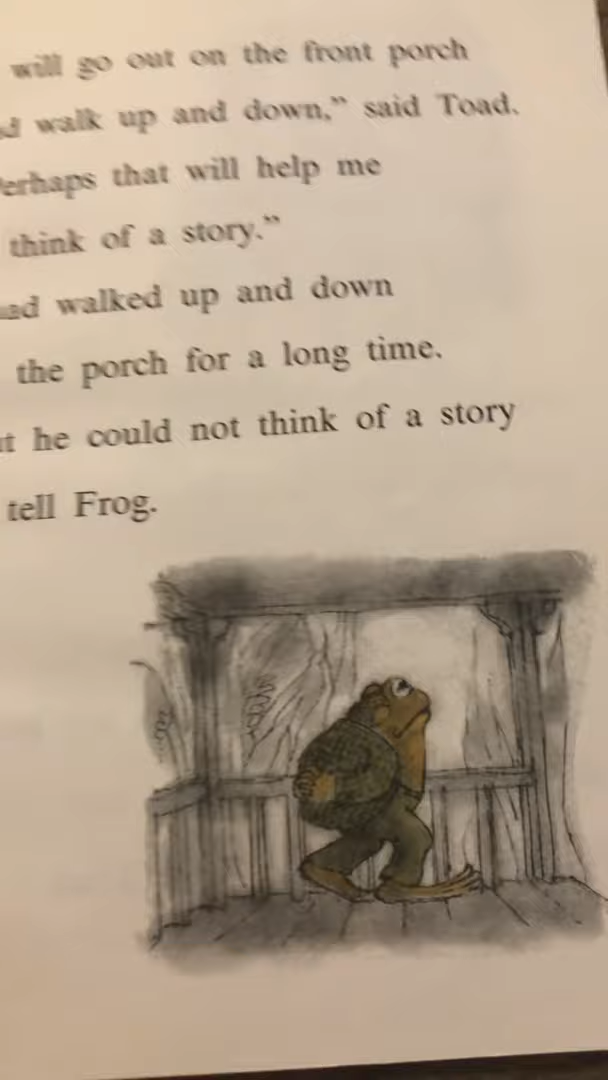 will go out on the front porch
d walk up and down,” said Toad.
erhaps that will help me
think of a story.”
ad walked up and down
the porch for a long time.
t he could not think of a story
tell Frog.